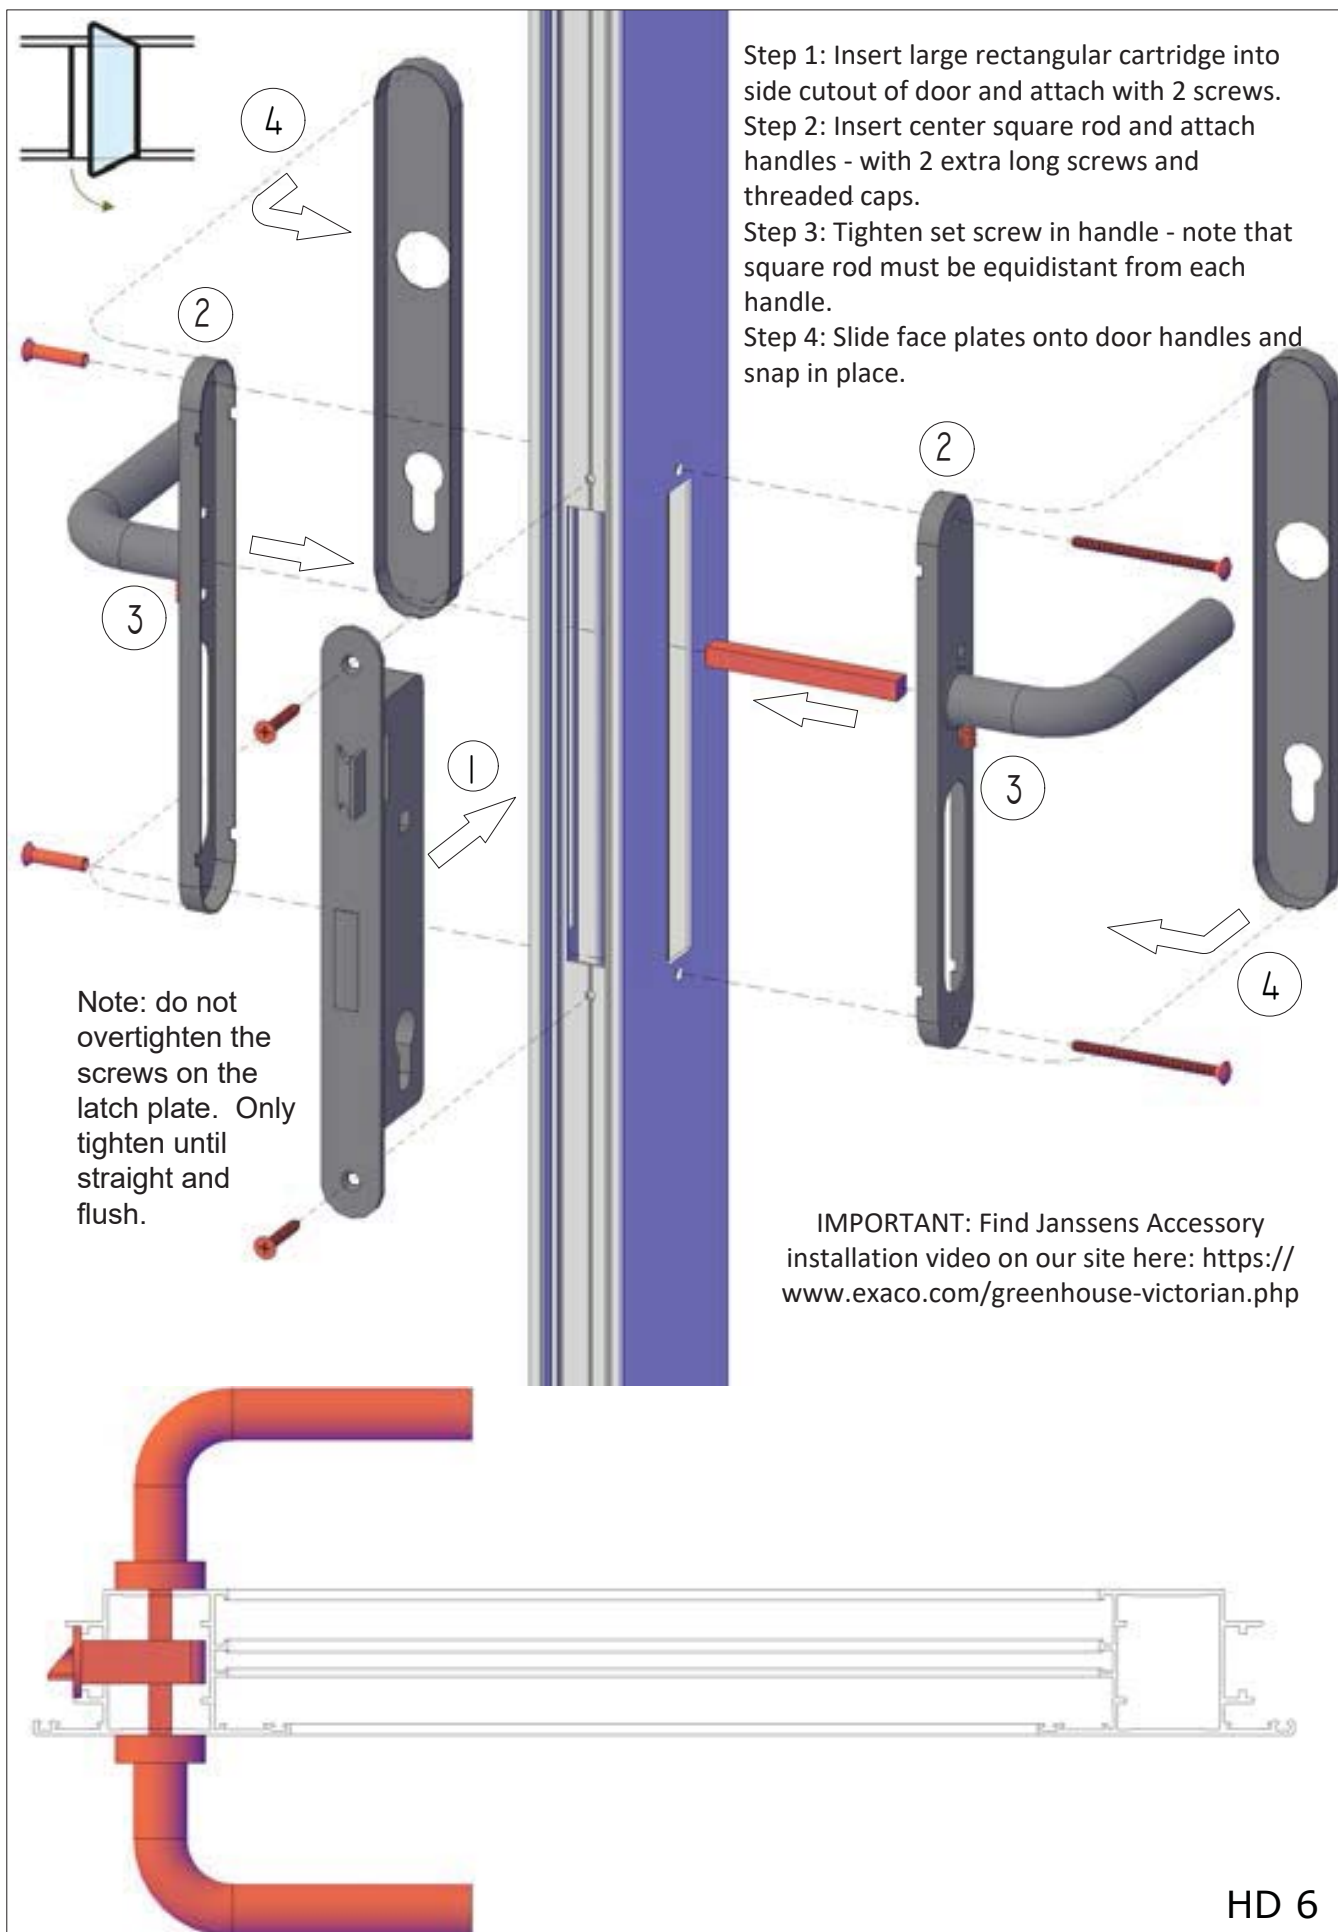 Step 1: Insert large rectangular cartridge into
side cutout of door and attach with 2 screws.
Step 2: Insert center square rod and attach
handles - with 2 extra long screws and
threaded caps.
Step 3: Tighten set screw in handle - note that
square rod must be equidistant from each
handle.
Step 4: Slide face plates onto door handles and
snap in place.
4
2
2
3
1
3
4
Note: do not
overtighten the
screws on the
latch plate.  Only
tighten until
straight and
flush.
IMPORTANT: Find Janssens Accessory
installation video on our site here: https://
www.exaco.com/greenhouse-victorian.php
HD 6